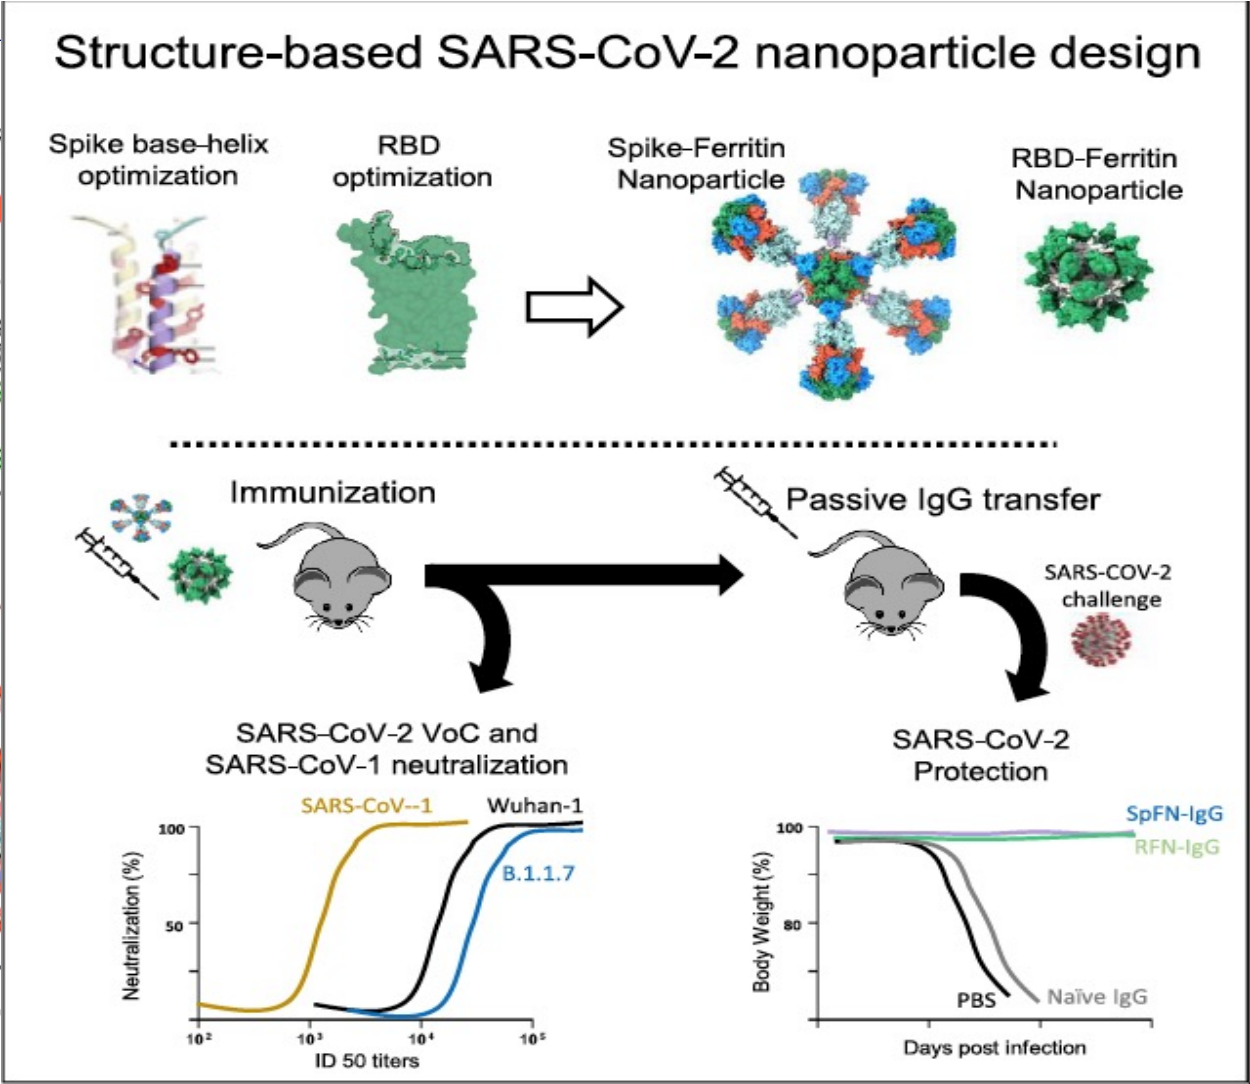 Structure-based SARS-CoV-2 nanoparticle design
Spike base-helix
optimization
RBD
optimization
Spike-Ferritin
Nanoparticle
RBD-Ferritin
Nanoparticle
Immunization
Passive IgG transfer
SARS-COV-2
challenge
SARS-CoV-2 VoC and
SARS-CoV-1 neutralization
SARS-CoV--1
Wuhan-1
B.1.1.7
100
50
Neutralization (%)
10²
10³
10⁴
10⁵
ID 50 titers
SARS-CoV-2
Protection
SpFN-IgG
RFN-IgG
100
80
Body Weight (%)
PBS
Naïve IgG
Days post infection